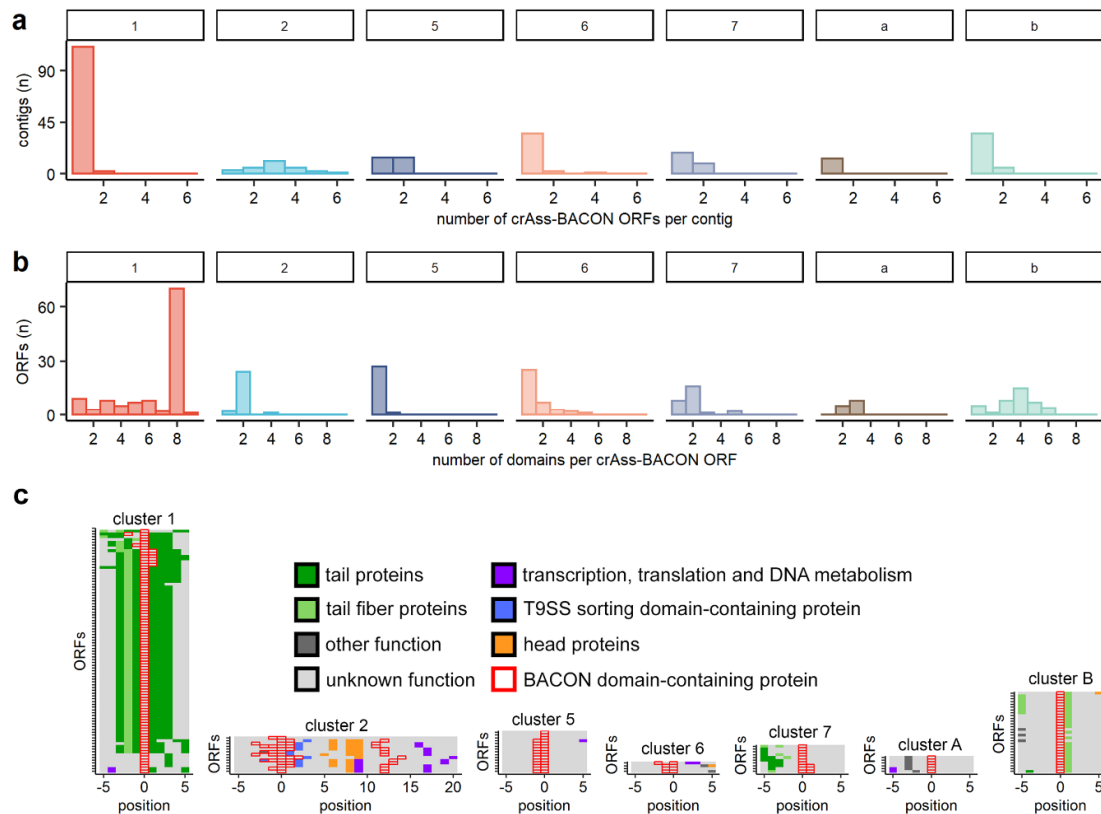 a
1 2 5 6 7 a b
contigs (n)
90
45
0
2 4 6 2 4 6 2 4 6 2 4 6 2 4 6 2 4 6 2 4 6
number of crAss-BACON ORFs per contig
b
1 2 5 6 7 a b
ORFs (n)
60
30
0
2 4 6 8 2 4 6 8 2 4 6 8 2 4 6 8 2 4 6 8 2 4 6 8 2 4 6 8
number of domains per crAss-BACON ORF
c
cluster 1
ORFs
-5 0 5
position
tail proteins
tail fiber proteins
other function
unknown function
transcription, translation and DNA metabolism
T9SS sorting domain-containing protein
head proteins
BACON domain-containing protein
cluster 2
ORFs
-5 0 5 10 15 20
position
cluster 5
ORFs
-5 0 5
position
cluster 6
ORFs
-5 0 5
position
cluster 7
ORFs
-5 0 5
position
cluster A
ORFs
-5 0 5
position
cluster B
ORFs
-5 0 5
position